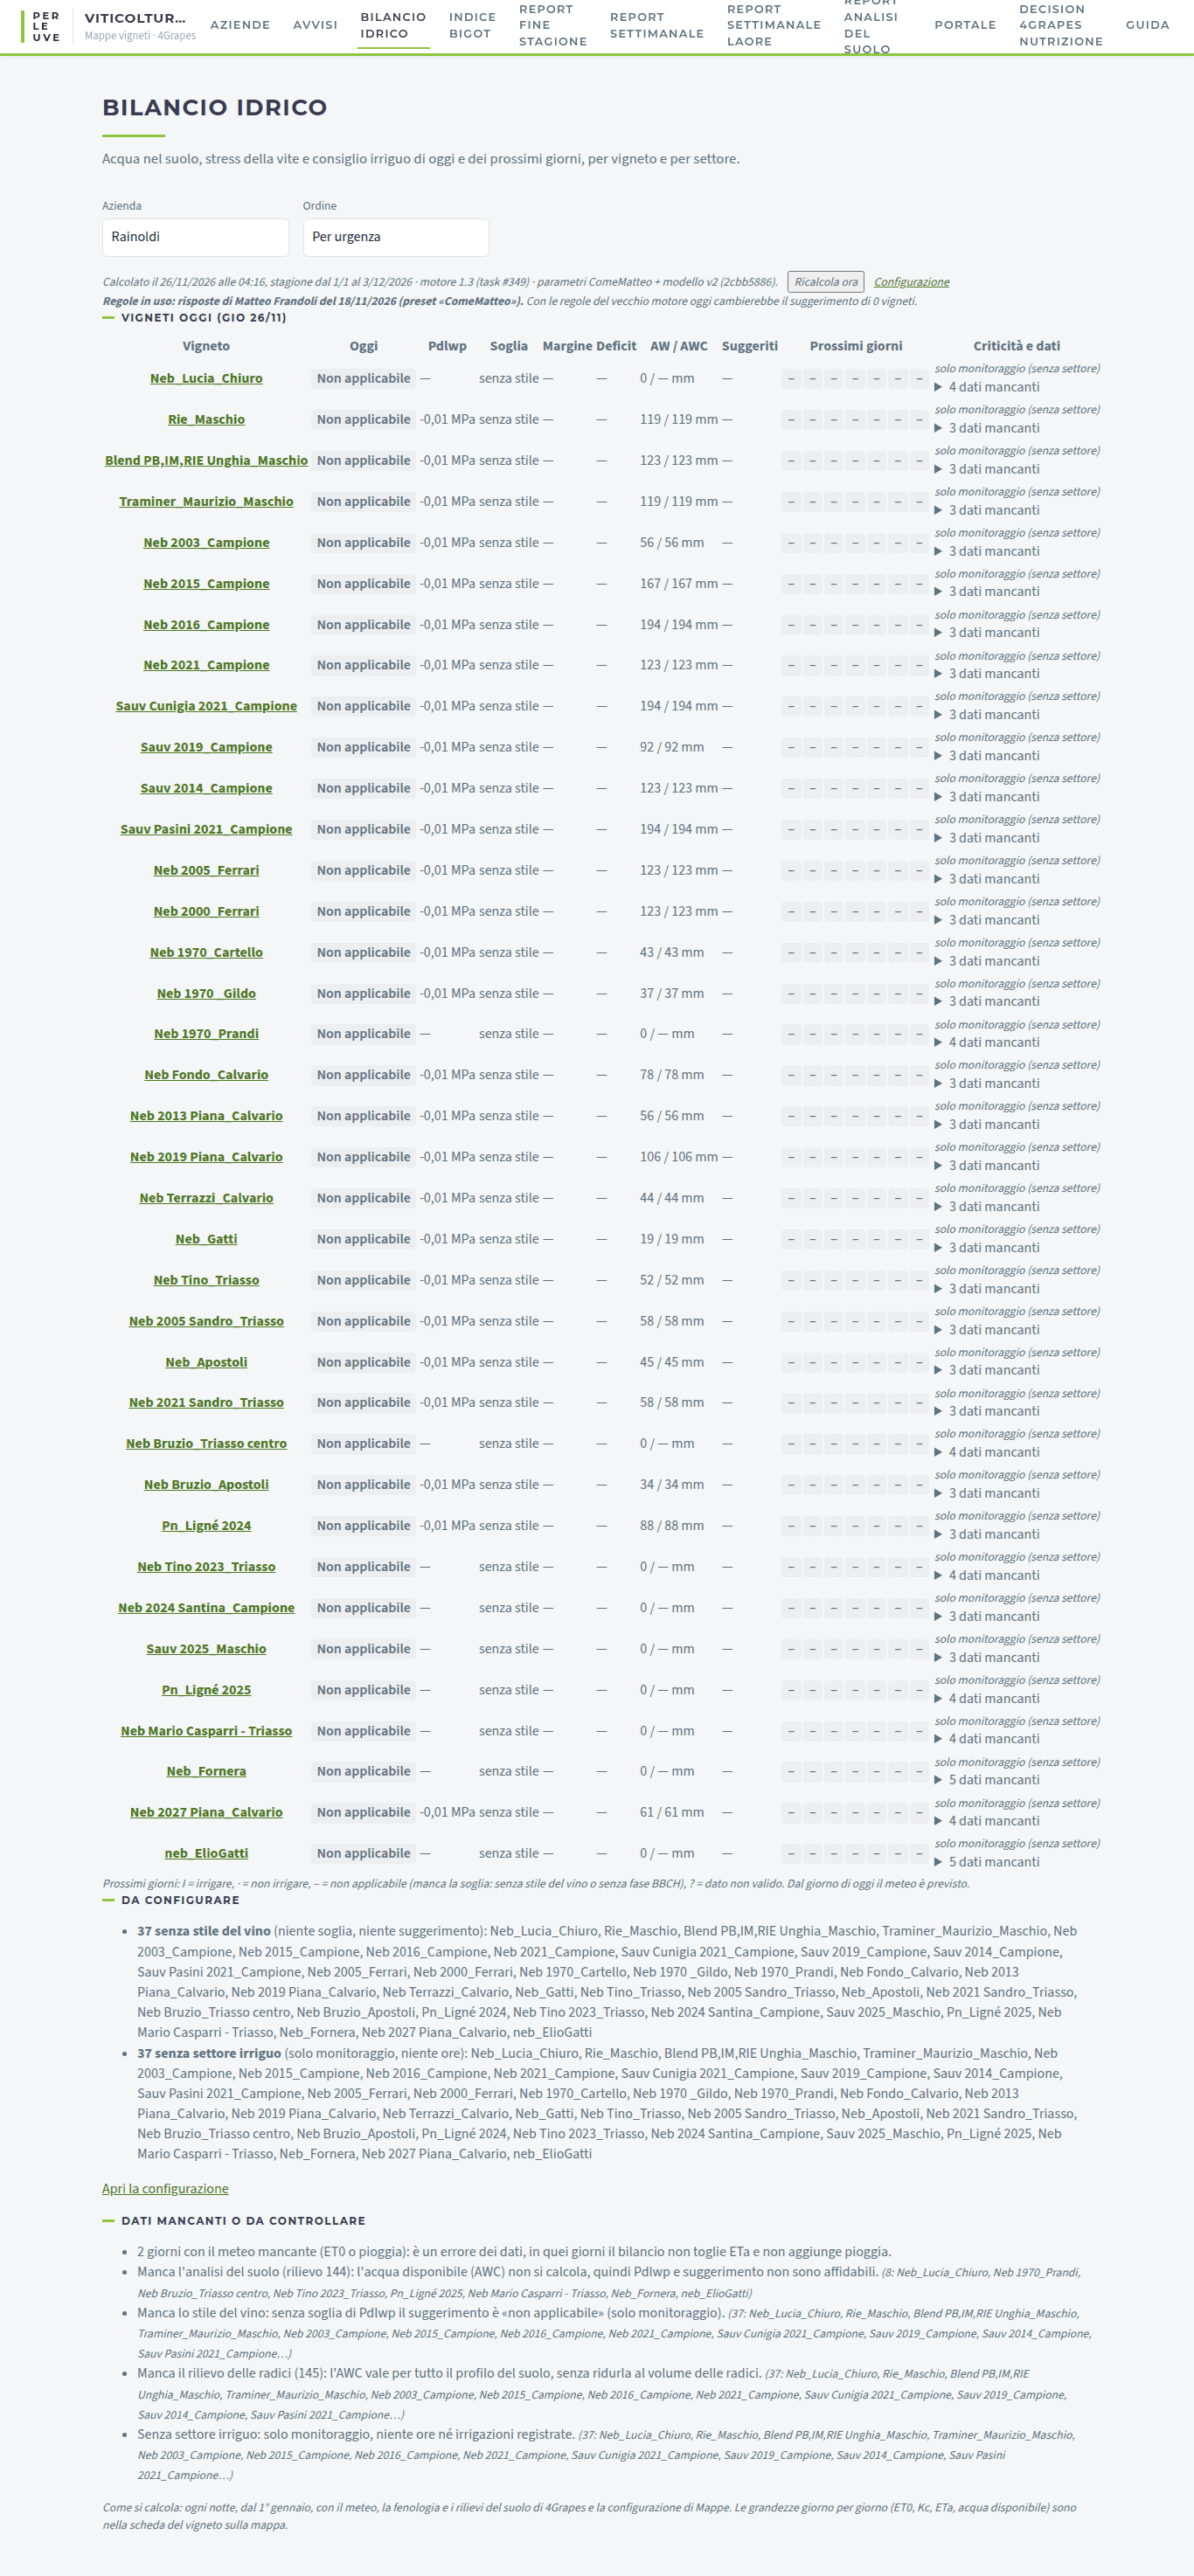 PER
LE
UVE
VITICOLTUR...
Mappe vigneti · 4Grapes
AZIENDE
AVVISI
BILANCIO
IDRICO
INDICE
BIGOT
REPORT
FINE
STAGIONE
REPORT
SETTIMANALE
REPORT
SETTIMANALE
LAORE
REPORT
ANALISI
DEL
SUOLO
PORTALE
DECISION
4GRAPES
NUTRIZIONE
GUIDA
BILANCIO IDRICO
Acqua nel suolo, stress della vite e consiglio irriguo di oggi e dei prossimi giorni, per vigneto e per settore.
Azienda Ordine
Rainoldi Per urgenza
Calcolato il 26/11/2026 alle 04:16, stagione dal 1/1 al 3/12/2026 · motore 1.3 (task #349) · parametri ComeMatteo + modello v2 (2cbb5886). Ricalcola ora Configurazione
Regole in uso: risposte di Matteo Frandoli del 18/11/2026 (preset «ComeMatteo»). Con le regole del vecchio motore oggi cambierebbe il suggerimento di 0 vigneti.
VIGNETI OGGI (GIO 26/11)
Vigneto Oggi Pdlwp Soglia Margine Deficit AW / AWC Suggeriti Prossimi giorni Criticità e dati
Neb_Lucia_Chiuro Non applicabile — senza stile — — 0 / — mm — – – – – – – – solo monitoraggio (senza settore)
▶ 4 dati mancanti
Rie_Maschio Non applicabile -0,01 MPa senza stile — — 119 / 119 mm — – – – – – – – solo monitoraggio (senza settore)
▶ 3 dati mancanti
Blend PB,IM,RIE Unghia_Maschio Non applicabile -0,01 MPa senza stile — — 123 / 123 mm — – – – – – – – solo monitoraggio (senza settore)
▶ 3 dati mancanti
Traminer_Maurizio_Maschio Non applicabile -0,01 MPa senza stile — — 119 / 119 mm — – – – – – – – solo monitoraggio (senza settore)
▶ 3 dati mancanti
Neb 2003_Campione Non applicabile -0,01 MPa senza stile — — 56 / 56 mm — – – – – – – – solo monitoraggio (senza settore)
▶ 3 dati mancanti
Neb 2015_Campione Non applicabile -0,01 MPa senza stile — — 167 / 167 mm — – – – – – – – solo monitoraggio (senza settore)
▶ 3 dati mancanti
Neb 2016_Campione Non applicabile -0,01 MPa senza stile — — 194 / 194 mm — – – – – – – – solo monitoraggio (senza settore)
▶ 3 dati mancanti
Neb 2021_Campione Non applicabile -0,01 MPa senza stile — — 123 / 123 mm — – – – – – – – solo monitoraggio (senza settore)
▶ 3 dati mancanti
Sauv Cunigia 2021_Campione Non applicabile -0,01 MPa senza stile — — 194 / 194 mm — – – – – – – – solo monitoraggio (senza settore)
▶ 3 dati mancanti
Sauv 2019_Campione Non applicabile -0,01 MPa senza stile — — 92 / 92 mm — – – – – – – – solo monitoraggio (senza settore)
▶ 3 dati mancanti
Sauv 2014_Campione Non applicabile -0,01 MPa senza stile — — 123 / 123 mm — – – – – – – – solo monitoraggio (senza settore)
▶ 3 dati mancanti
Sauv Pasini 2021_Campione Non applicabile -0,01 MPa senza stile — — 194 / 194 mm — – – – – – – – solo monitoraggio (senza settore)
▶ 3 dati mancanti
Neb 2005_Ferrari Non applicabile -0,01 MPa senza stile — — 123 / 123 mm — – – – – – – – solo monitoraggio (senza settore)
▶ 3 dati mancanti
Neb 2000_Ferrari Non applicabile -0,01 MPa senza stile — — 123 / 123 mm — – – – – – – – solo monitoraggio (senza settore)
▶ 3 dati mancanti
Neb 1970_Cartello Non applicabile -0,01 MPa senza stile — — 43 / 43 mm — – – – – – – – solo monitoraggio (senza settore)
▶ 3 dati mancanti
Neb 1970 _Gildo Non applicabile -0,01 MPa senza stile — — 37 / 37 mm — – – – – – – – solo monitoraggio (senza settore)
▶ 3 dati mancanti
Neb 1970_Prandi Non applicabile — senza stile — — 0 / — mm — – – – – – – – solo monitoraggio (senza settore)
▶ 4 dati mancanti
Neb Fondo_Calvario Non applicabile -0,01 MPa senza stile — — 78 / 78 mm — – – – – – – – solo monitoraggio (senza settore)
▶ 3 dati mancanti
Neb 2013 Piana_Calvario Non applicabile -0,01 MPa senza stile — — 56 / 56 mm — – – – – – – – solo monitoraggio (senza settore)
▶ 3 dati mancanti
Neb 2019 Piana_Calvario Non applicabile -0,01 MPa senza stile — — 106 / 106 mm — – – – – – – – solo monitoraggio (senza settore)
▶ 3 dati mancanti
Neb Terrazzi_Calvario Non applicabile -0,01 MPa senza stile — — 44 / 44 mm — – – – – – – – solo monitoraggio (senza settore)
▶ 3 dati mancanti
Neb_Gatti Non applicabile -0,01 MPa senza stile — — 19 / 19 mm — – – – – – – – solo monitoraggio (senza settore)
▶ 3 dati mancanti
Neb Tino_Triasso Non applicabile -0,01 MPa senza stile — — 52 / 52 mm — – – – – – – – solo monitoraggio (senza settore)
▶ 3 dati mancanti
Neb 2005 Sandro_Triasso Non applicabile -0,01 MPa senza stile — — 58 / 58 mm — – – – – – – – solo monitoraggio (senza settore)
▶ 3 dati mancanti
Neb_Apostoli Non applicabile -0,01 MPa senza stile — — 45 / 45 mm — – – – – – – – solo monitoraggio (senza settore)
▶ 3 dati mancanti
Neb 2021 Sandro_Triasso Non applicabile -0,01 MPa senza stile — — 58 / 58 mm — – – – – – – – solo monitoraggio (senza settore)
▶ 3 dati mancanti
Neb Bruzio_Triasso centro Non applicabile — senza stile — — 0 / — mm — – – – – – – – solo monitoraggio (senza settore)
▶ 4 dati mancanti
Neb Bruzio_Apostoli Non applicabile -0,01 MPa senza stile — — 34 / 34 mm — – – – – – – – solo monitoraggio (senza settore)
▶ 3 dati mancanti
Pn_Ligné 2024 Non applicabile -0,01 MPa senza stile — — 88 / 88 mm — – – – – – – – solo monitoraggio (senza settore)
▶ 3 dati mancanti
Neb Tino 2023_Triasso Non applicabile — senza stile — — 0 / — mm — – – – – – – – solo monitoraggio (senza settore)
▶ 4 dati mancanti
Neb 2024 Santina_Campione Non applicabile — senza stile — — 0 / — mm — – – – – – – – solo monitoraggio (senza settore)
▶ 3 dati mancanti
Sauv 2025_Maschio Non applicabile — senza stile — — 0 / — mm — – – – – – – – solo monitoraggio (senza settore)
▶ 3 dati mancanti
Pn_Ligné 2025 Non applicabile — senza stile — — 0 / — mm — – – – – – – – solo monitoraggio (senza settore)
▶ 4 dati mancanti
Neb Mario Casparri - Triasso Non applicabile — senza stile — — 0 / — mm — – – – – – – – solo monitoraggio (senza settore)
▶ 4 dati mancanti
Neb_Fornera Non applicabile — senza stile — — 0 / — mm — – – – – – – – solo monitoraggio (senza settore)
▶ 5 dati mancanti
Neb 2027 Piana_Calvario Non applicabile -0,01 MPa senza stile — — 61 / 61 mm — – – – – – – – solo monitoraggio (senza settore)
▶ 4 dati mancanti
neb_ElioGatti Non applicabile — senza stile — — 0 / — mm — – – – – – – – solo monitoraggio (senza settore)
▶ 5 dati mancanti
Prossimi giorni: I = irrigare, · = non irrigare, – = non applicabile (manca la soglia: senza stile del vino o senza fase BBCH), ? = dato non valido. Dal giorno di oggi il meteo è previsto.
DA CONFIGURARE
• 37 senza stile del vino (niente soglia, niente suggerimento): Neb_Lucia_Chiuro, Rie_Maschio, Blend PB,IM,RIE Unghia_Maschio, Traminer_Maurizio_Maschio, Neb
2003_Campione, Neb 2015_Campione, Neb 2016_Campione, Neb 2021_Campione, Sauv Cunigia 2021_Campione, Sauv 2019_Campione, Sauv 2014_Campione,
Sauv Pasini 2021_Campione, Neb 2005_Ferrari, Neb 2000_Ferrari, Neb 1970_Cartello, Neb 1970 _Gildo, Neb 1970_Prandi, Neb Fondo_Calvario, Neb 2013
Piana_Calvario, Neb 2019 Piana_Calvario, Neb Terrazzi_Calvario, Neb_Gatti, Neb Tino_Triasso, Neb 2005 Sandro_Triasso, Neb_Apostoli, Neb 2021 Sandro_Triasso,
Neb Bruzio_Triasso centro, Neb Bruzio_Apostoli, Pn_Ligné 2024, Neb Tino 2023_Triasso, Neb 2024 Santina_Campione, Sauv 2025_Maschio, Pn_Ligné 2025, Neb
Mario Casparri - Triasso, Neb_Fornera, Neb 2027 Piana_Calvario, neb_ElioGatti
• 37 senza settore irriguo (solo monitoraggio, niente ore): Neb_Lucia_Chiuro, Rie_Maschio, Blend PB,IM,RIE Unghia_Maschio, Traminer_Maurizio_Maschio, Neb
2003_Campione, Neb 2015_Campione, Neb 2016_Campione, Neb 2021_Campione, Sauv Cunigia 2021_Campione, Sauv 2019_Campione, Sauv 2014_Campione,
Sauv Pasini 2021_Campione, Neb 2005_Ferrari, Neb 2000_Ferrari, Neb 1970_Cartello, Neb 1970 _Gildo, Neb 1970_Prandi, Neb Fondo_Calvario, Neb 2013
Piana_Calvario, Neb 2019 Piana_Calvario, Neb Terrazzi_Calvario, Neb_Gatti, Neb Tino_Triasso, Neb 2005 Sandro_Triasso, Neb_Apostoli, Neb 2021 Sandro_Triasso,
Neb Bruzio_Triasso centro, Neb Bruzio_Apostoli, Pn_Ligné 2024, Neb Tino 2023_Triasso, Neb 2024 Santina_Campione, Sauv 2025_Maschio, Pn_Ligné 2025, Neb
Mario Casparri - Triasso, Neb_Fornera, Neb 2027 Piana_Calvario, neb_ElioGatti
Apri la configurazione
DATI MANCANTI O DA CONTROLLARE
• 2 giorni con il meteo mancante (ET0 o pioggia): è un errore dei dati, in quei giorni il bilancio non toglie ETa e non aggiunge pioggia.
• Manca l'analisi del suolo (rilievo 144): l'acqua disponibile (AWC) non si calcola, quindi Pdlwp e suggerimento non sono affidabili. (8: Neb_Lucia_Chiuro, Neb 1970_Prandi,
Neb Bruzio_Triasso centro, Neb Tino 2023_Triasso, Pn_Ligné 2025, Neb Mario Casparri - Triasso, Neb_Fornera, neb_ElioGatti)
• Manca lo stile del vino: senza soglia di Pdlwp il suggerimento è «non applicabile» (solo monitoraggio). (37: Neb_Lucia_Chiuro, Rie_Maschio, Blend PB,IM,RIE Unghia_Maschio,
Traminer_Maurizio_Maschio, Neb 2003_Campione, Neb 2015_Campione, Neb 2016_Campione, Neb 2021_Campione, Sauv Cunigia 2021_Campione, Sauv 2019_Campione, Sauv 2014_Campione,
Sauv Pasini 2021_Campione…)
• Manca il rilievo delle radici (145): l'AWC vale per tutto il profilo del suolo, senza ridurla al volume delle radici. (37: Neb_Lucia_Chiuro, Rie_Maschio, Blend PB,IM,RIE
Unghia_Maschio, Traminer_Maurizio_Maschio, Neb 2003_Campione, Neb 2015_Campione, Neb 2016_Campione, Neb 2021_Campione, Sauv Cunigia 2021_Campione, Sauv 2019_Campione,
Sauv 2014_Campione, Sauv Pasini 2021_Campione…)
• Senza settore irriguo: solo monitoraggio, niente ore né irrigazioni registrate. (37: Neb_Lucia_Chiuro, Rie_Maschio, Blend PB,IM,RIE Unghia_Maschio, Traminer_Maurizio_Maschio,
Neb 2003_Campione, Neb 2015_Campione, Neb 2016_Campione, Neb 2021_Campione, Sauv Cunigia 2021_Campione, Sauv 2019_Campione, Sauv 2014_Campione, Sauv Pasini
2021_Campione…)
Come si calcola: ogni notte, dal 1° gennaio, con il meteo, la fenologia e i rilievi del suolo di 4Grapes e la configurazione di Mappe. Le grandezze giorno per giorno (ET0, Kc, ETa, acqua disponibile) sono
nella scheda del vigneto sulla mappa.